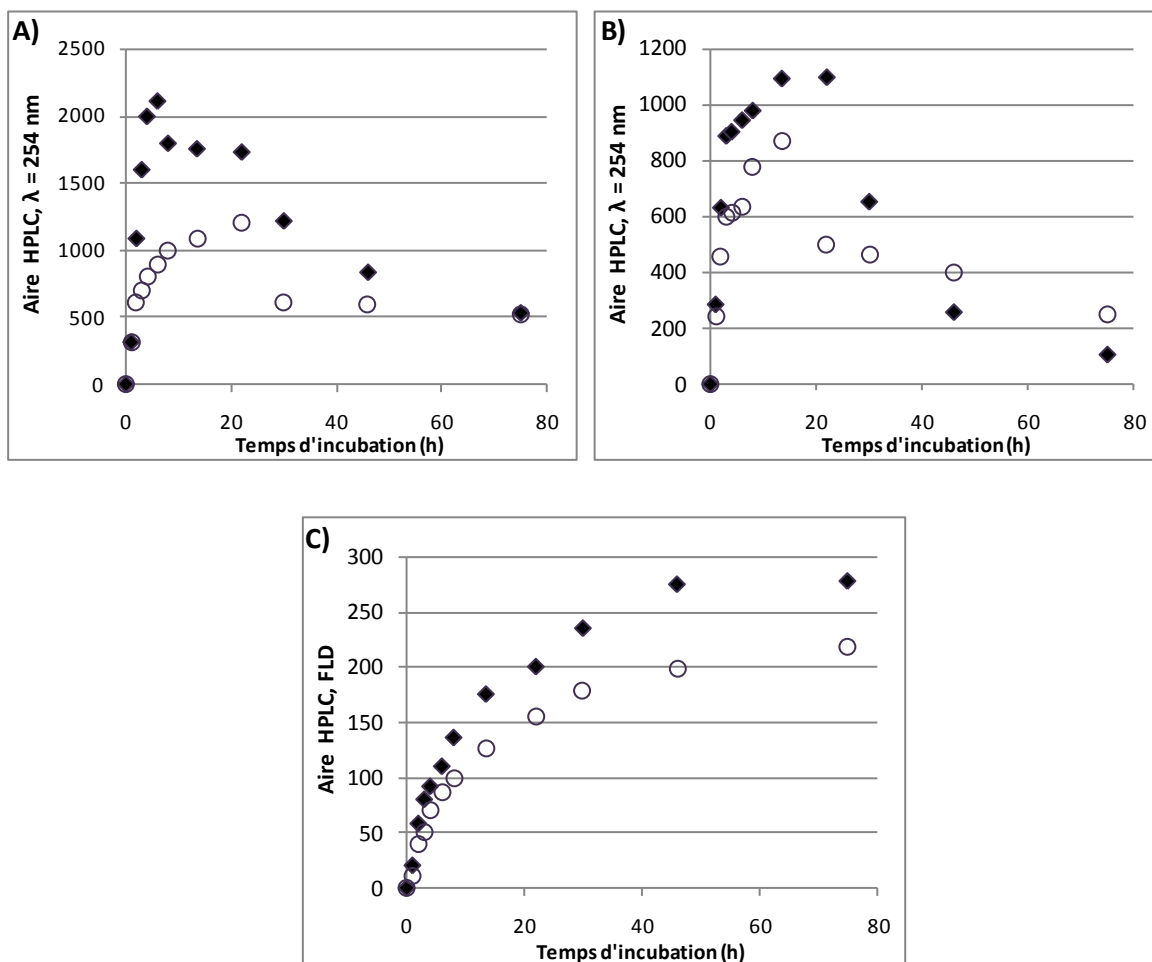 A)
Aire HPLC, λ = 254 nm
2500
2000
1500
1000
500
0
0 20 40 60 80
Temps d'incubation (h)
B)
Aire HPLC, λ = 254 nm
1200
1000
800
600
400
200
0
0 20 40 60 80
Temps d'incubation (h)
C)
Aire HPLC, FLD
300
250
200
150
100
50
0
0 20 40 60 80
Temps d'incubation (h)